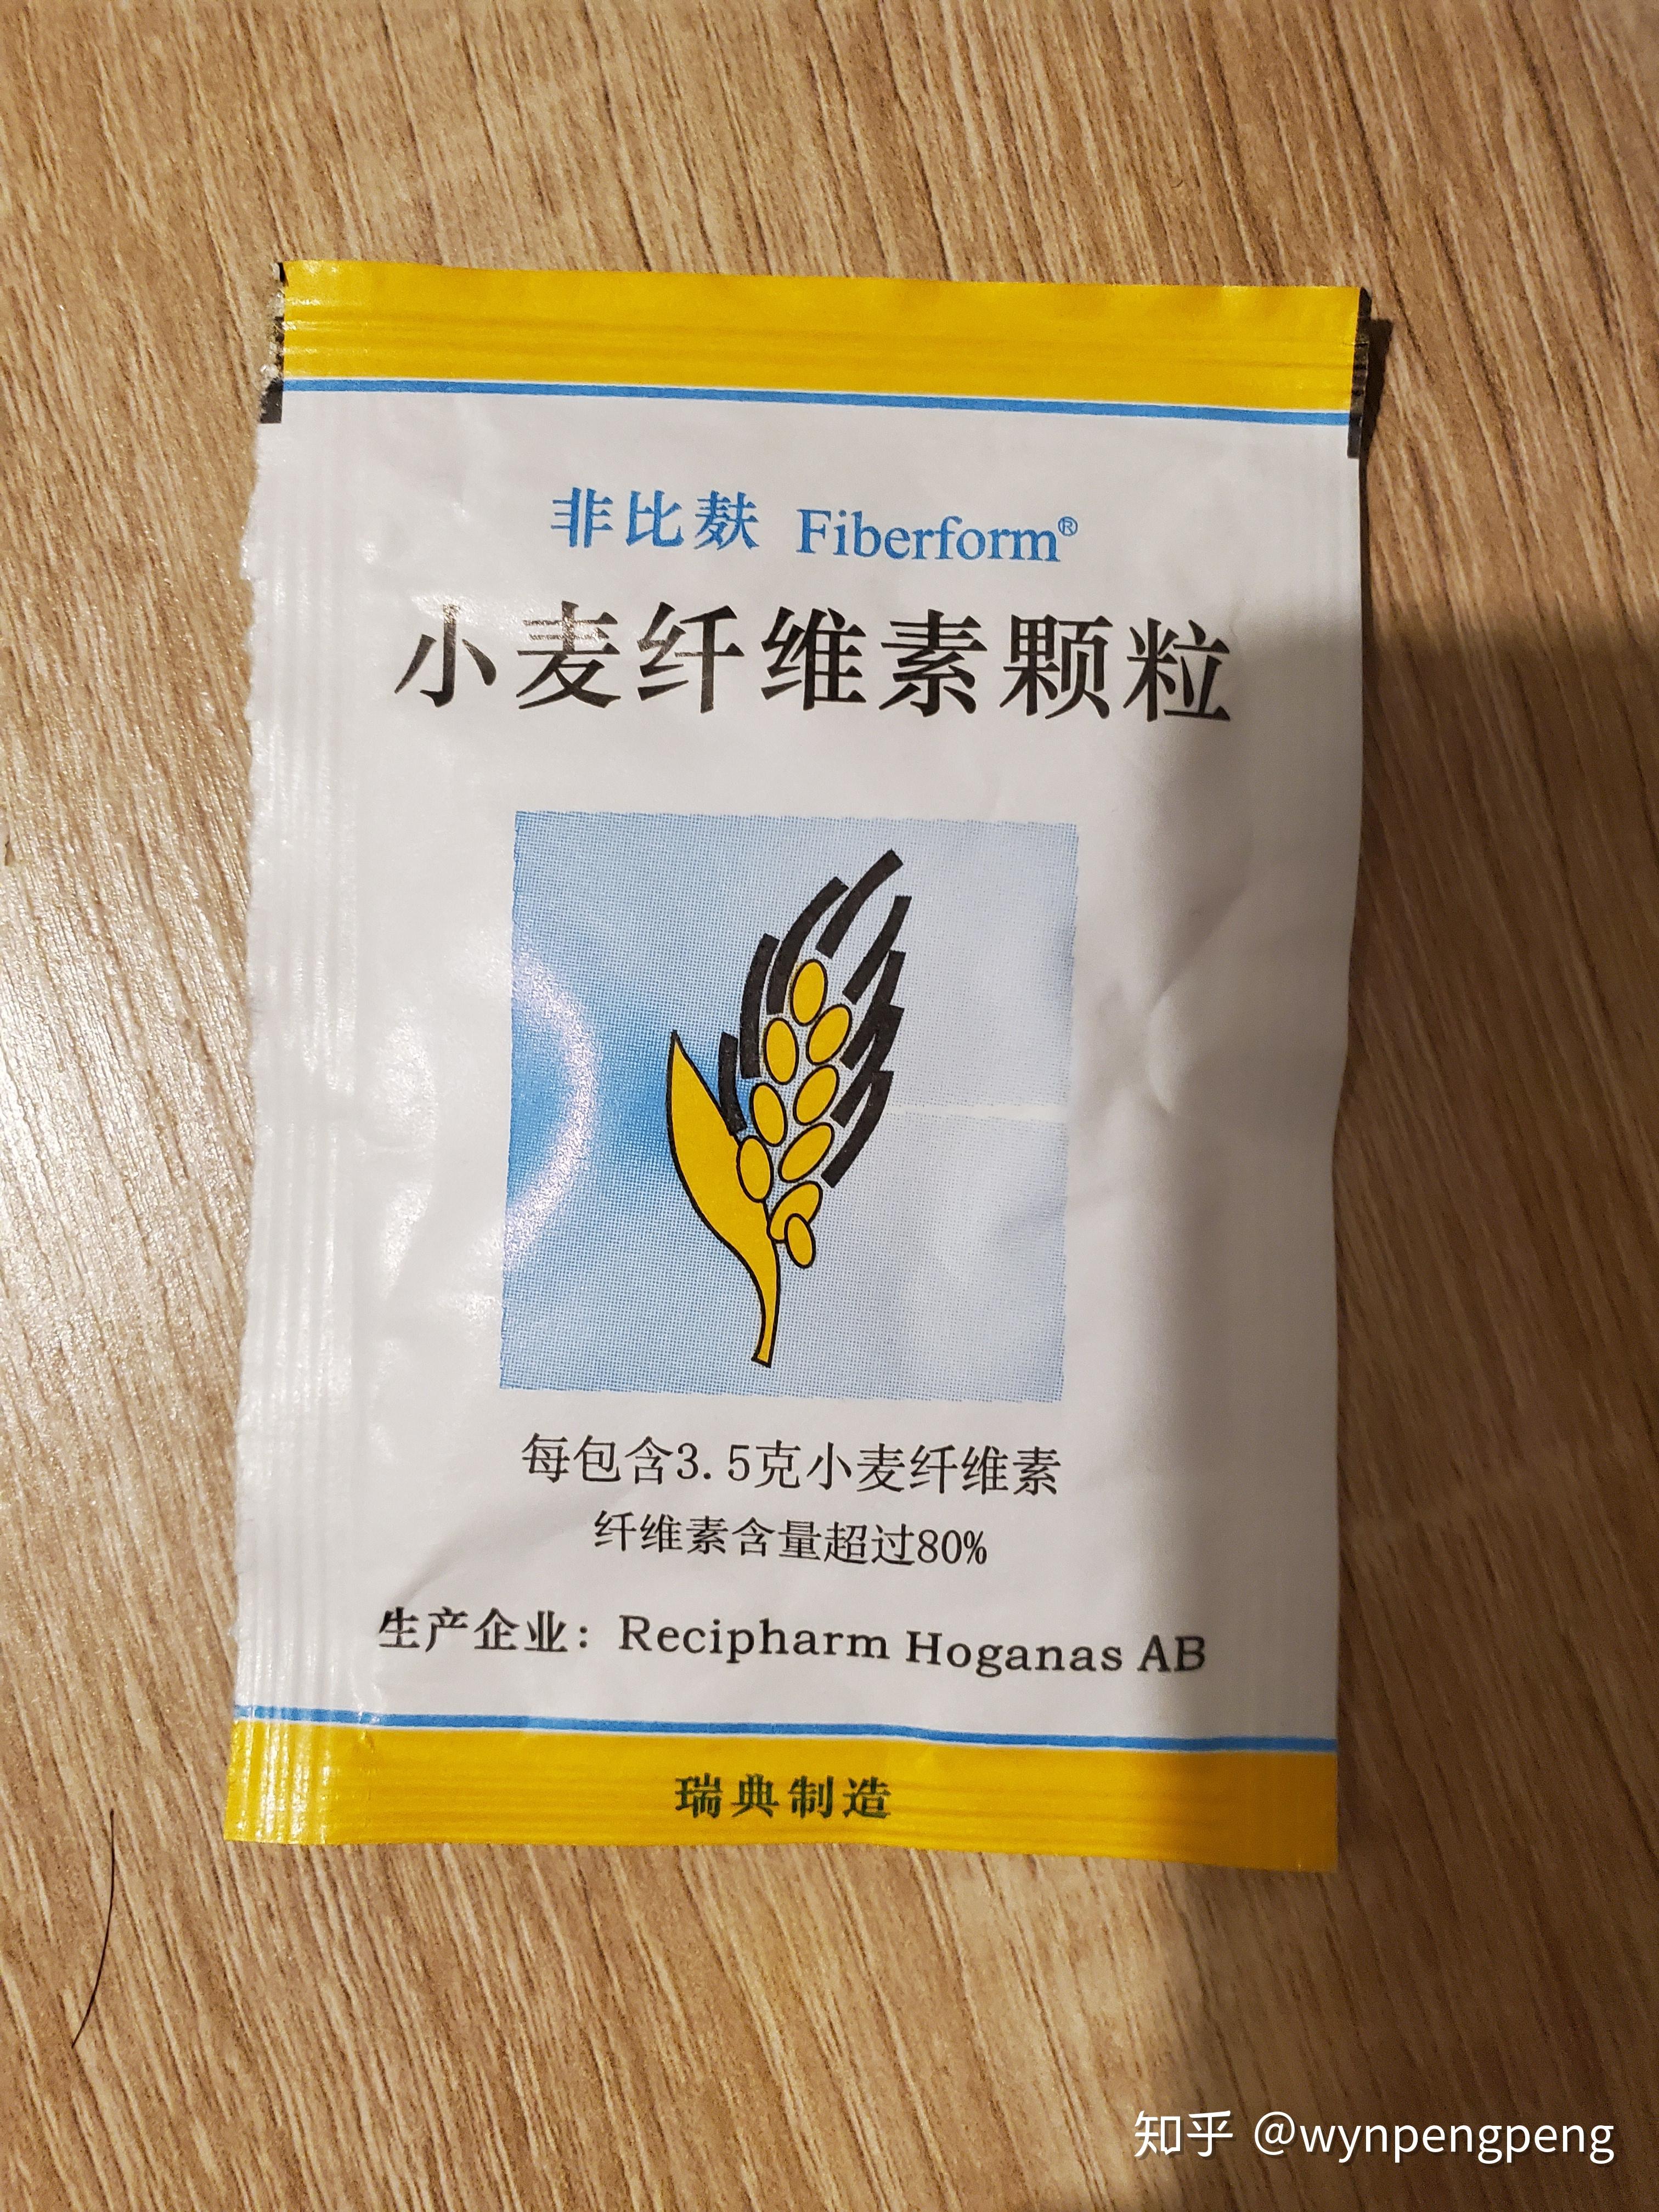 非比麸 Fiberform®
小麦纤维素颗粒
每包含3.5克小麦纤维素
纤维素含量超过80%
生产企业：Recipharm Hoganas AB
瑞典制造
知乎 @wynpengpeng